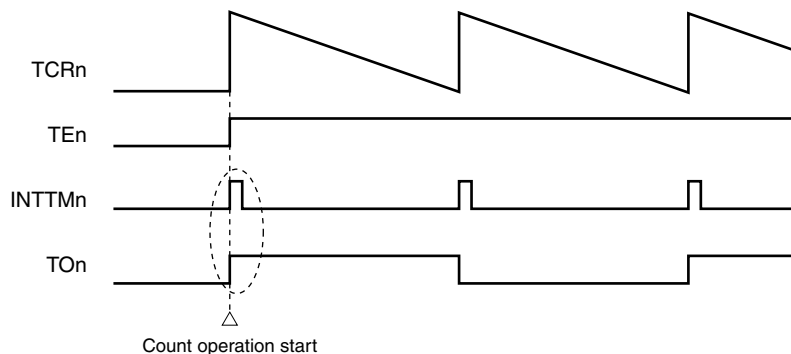 TCRn
TEn
INTTMn
TOn
Count operation start